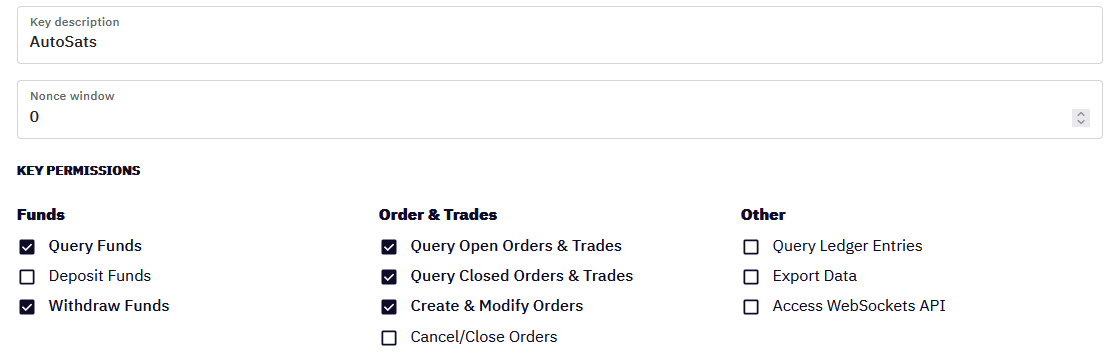 Key description
AutoSats
Nonce window
0
KEY PERMISSIONS
Funds
Query Funds
Deposit Funds
Withdraw Funds
Order & Trades
Query Open Orders & Trades
Query Closed Orders & Trades
Create & Modify Orders
Cancel/Close Orders
Other
Query Ledger Entries
Export Data
Access WebSockets API